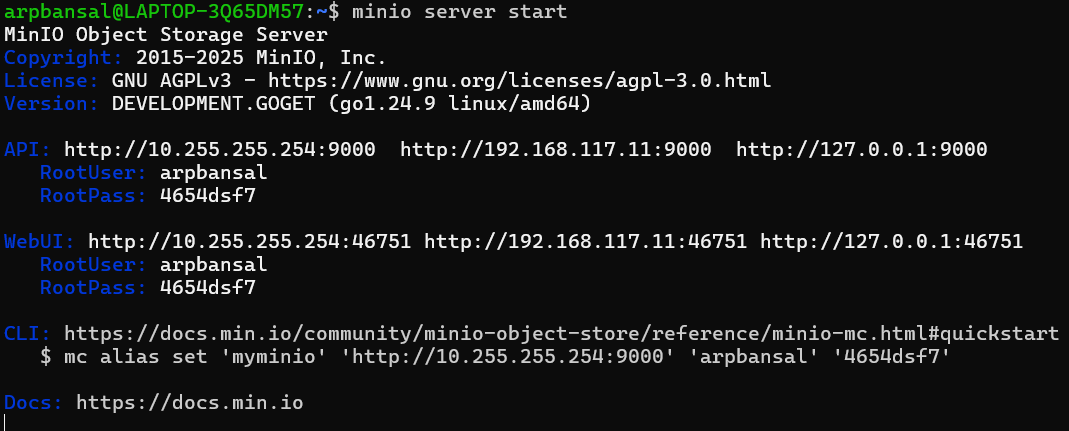 arpbansal@LAPTOP-3Q65DM57:~$ minio server start
MinIO Object Storage Server
Copyright: 2015-2025 MinIO, Inc.
License: GNU AGPLv3 - https://www.gnu.org/licenses/agpl-3.0.html
Version: DEVELOPMENT.GOGET (go1.24.9 linux/amd64)
API: http://10.255.255.254:9000  http://192.168.117.11:9000  http://127.0.0.1:9000
RootUser: arpbansal
RootPass: 4654dsf7
WebUI: http://10.255.255.254:46751 http://192.168.117.11:46751 http://127.0.0.1:46751
RootUser: arpbansal
RootPass: 4654dsf7
CLI: https://docs.min.io/community/minio-object-store/reference/minio-mc.html#quickstart
$ mc alias set 'myminio' 'http://10.255.255.254:9000' 'arpbansal' '4654dsf7'
Docs: https://docs.min.io